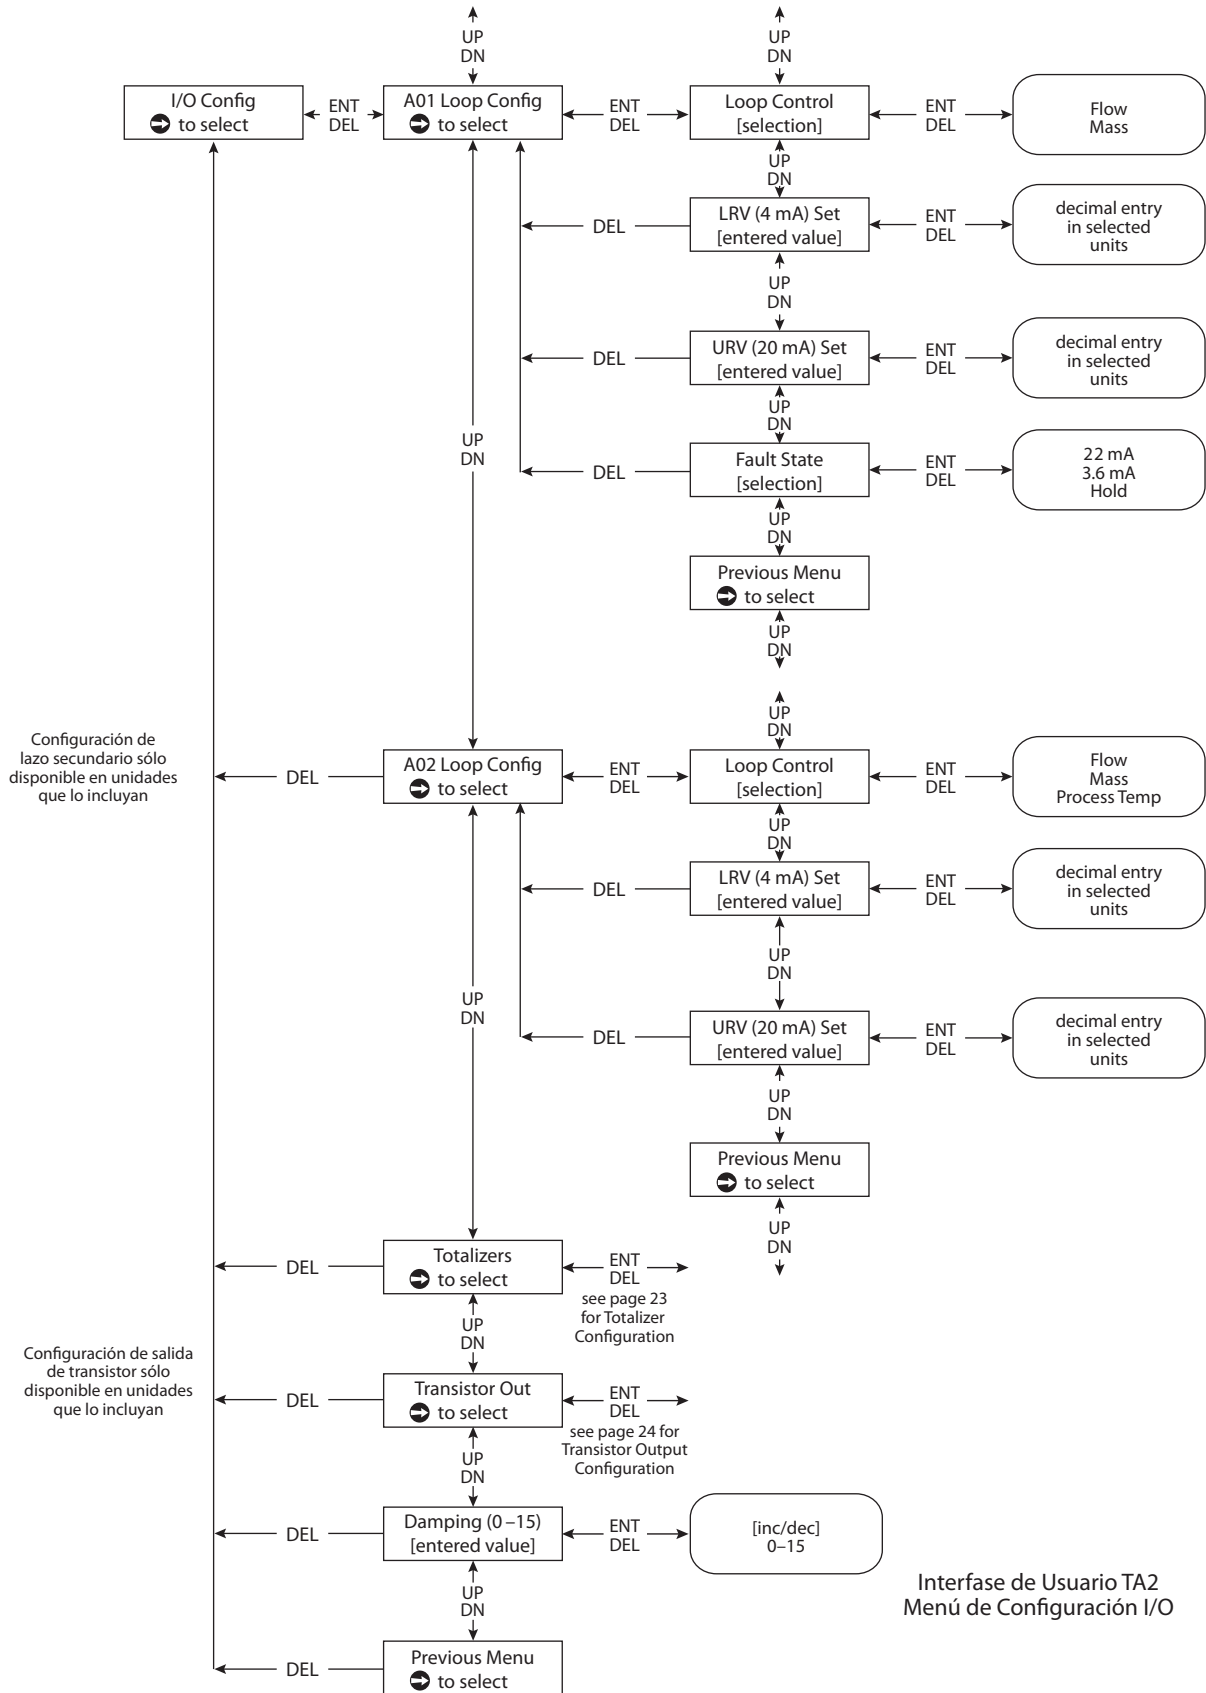 UP
DN
UP
DN
I/O Config
to select
ENT
DEL
A01 Loop Config
to select
ENT
DEL
Loop Control
[selection]
ENT
DEL
Flow
Mass
UP
DN
DEL
LRV (4 mA) Set
[entered value]
ENT
DEL
decimal entry
in selected
units
UP
DN
DEL
URV (20 mA) Set
[entered value]
ENT
DEL
decimal entry
in selected
units
UP
DN
UP
DN
DEL
Fault State
[selection]
ENT
DEL
22 mA
3.6 mA
Hold
UP
DN
Previous Menu
to select
UP
DN
UP
DN
Configuración de
lazo secundario sólo
disponible en unidades
que lo incluyan
DEL
A02 Loop Config
to select
ENT
DEL
Loop Control
[selection]
ENT
DEL
Flow
Mass
Process Temp
UP
DN
DEL
LRV (4 mA) Set
[entered value]
ENT
DEL
decimal entry
in selected
units
UP
DN
UP
DN
DEL
URV (20 mA) Set
[entered value]
ENT
DEL
decimal entry
in selected
units
UP
DN
Previous Menu
to select
UP
DN
DEL
Totalizers
to select
ENT
DEL
see page 23
for Totalizer
Configuration
UP
DN
Configuración de salida
de transistor sólo
disponible en unidades
que lo incluyan
DEL
Transistor Out
to select
ENT
DEL
see page 24 for
Transistor Output
Configuration
UP
DN
DEL
Damping (0 –15)
[entered value]
ENT
DEL
[inc/dec]
0–15
UP
DN
DEL
Previous Menu
to select
Interfase de Usuario TA2
Menú de Configuración I/O